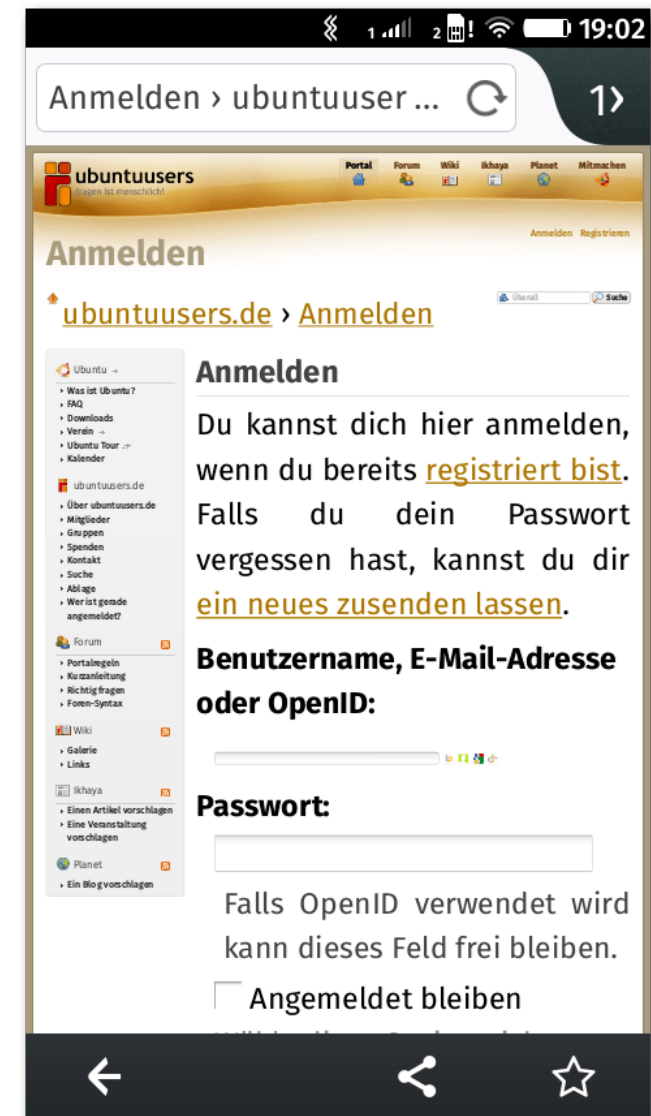 1 2 ! 19:02
Anmelden › ubuntuuser ... 1
ubuntuusers
fragen ist menschlich!
Portal Forum Wiki Ikhaya Planet Mitmachen
Anmelden Registrieren
Anmelden
ubuntuusers.de › Anmelden
Überall Suche
Ubuntu
Was ist Ubuntu?
FAQ
Downloads
Verein
Ubuntu Tour
Kalender
ubuntuusers.de
Über ubuntuusers.de
Mitglieder
Gruppen
Spenden
Kontakt
Suche
Ablage
Wer ist gerade
angemeldet?
Forum
Portalregeln
Kurzanleitung
Richtig fragen
Foren-Syntax
Wiki
Galerie
Links
Ikhaya
Einen Artikel vorschlagen
Eine Veranstaltung
vorschlagen
Planet
Ein Blog vorschlagen
Anmelden
Du kannst dich hier anmelden,
wenn du bereits registriert bist.
Falls du dein Passwort
vergessen hast, kannst du dir
ein neues zusenden lassen.
Benutzername, E-Mail-Adresse
oder OpenID:
Passwort:
Falls OpenID verwendet wird
kann dieses Feld frei bleiben.
Angemeldet bleiben